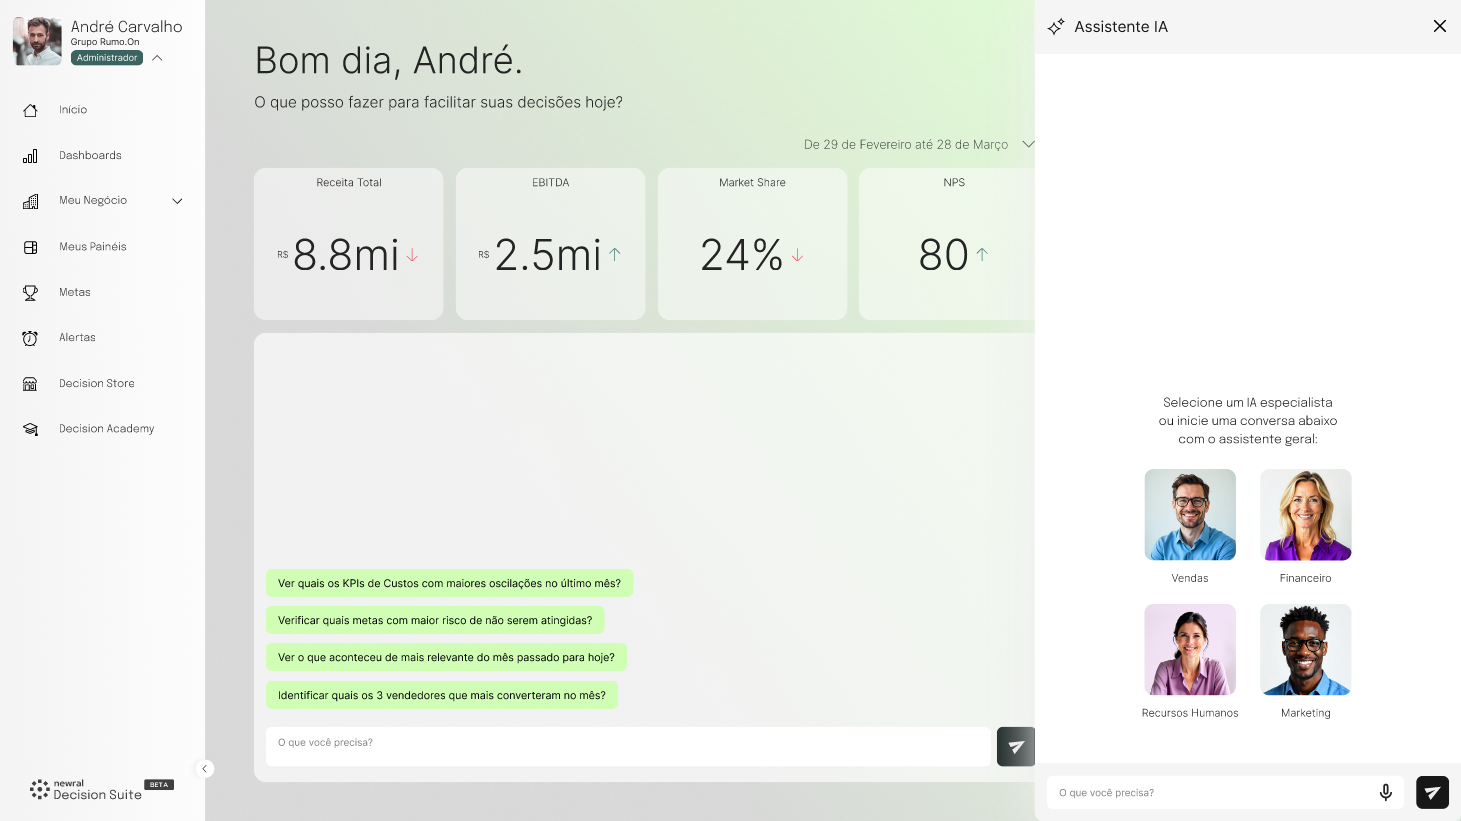 André Carvalho
Grupo Rumo.On
Administrador
Início
Dashboards
Meu Negócio
Meus Painéis
Metas
Alertas
Decision Store
Decision Academy
newral
Decision Suite
BETA
Bom dia, André.
O que posso fazer para facilitar suas decisões hoje?
De 29 de Fevereiro até 28 de Março
Receita Total
R$ 8.8mi
EBITDA
R$ 2.5mi
Market Share
24%
NPS
80
Ver quais os KPIs de Custos com maiores oscilações no último mês?
Verificar quais metas com maior risco de não serem atingidas?
Ver o que aconteceu de mais relevante do mês passado para hoje?
Identificar quais os 3 vendedores que mais converteram no mês?
O que você precisa?
Assistente IA
Selecione um IA especialista
ou inicie uma conversa abaixo
com o assistente geral:
Vendas
Financeiro
Recursos Humanos
Marketing
O que você precisa?